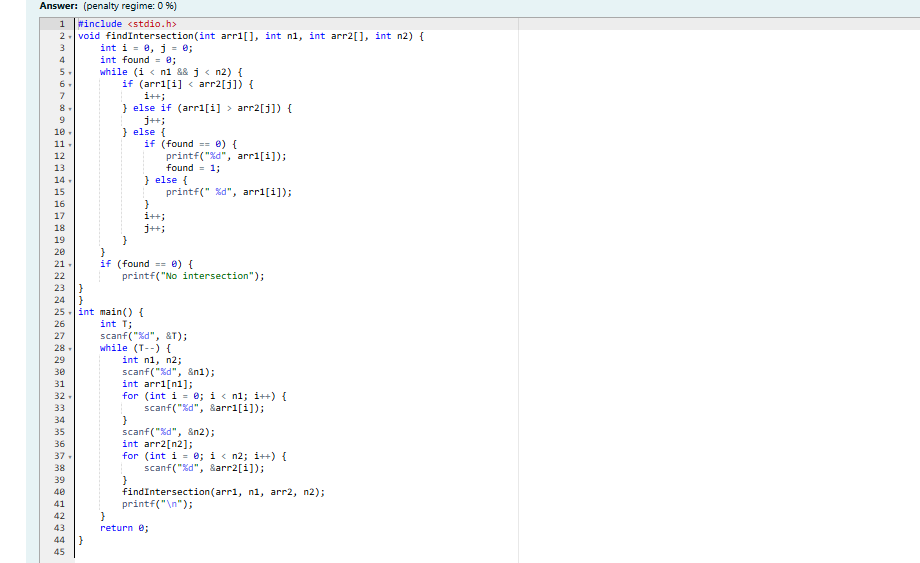 Answer: (penalty regime: 0 %)
1 #include <stdio.h>
2 void findIntersection(int arr1[], int n1, int arr2[], int n2) {
3     int i = 0, j = 0;
4     int found = 0;
5     while (i < n1 && j < n2) {
6         if (arr1[i] < arr2[j]) {
7             i++;
8         } else if (arr1[i] > arr2[j]) {
9             j++;
10         } else {
11             if (found == 0) {
12                 printf("%d", arr1[i]);
13                 found = 1;
14             } else {
15                 printf(" %d", arr1[i]);
16             }
17             i++;
18             j++;
19         }
20     }
21     if (found == 0) {
22         printf("No intersection");
23 }
24 }
25 int main() {
26     int T;
27     scanf("%d", &T);
28     while (T--) {
29         int n1, n2;
30         scanf("%d", &n1);
31         int arr1[n1];
32         for (int i = 0; i < n1; i++) {
33             scanf("%d", &arr1[i]);
34         }
35         scanf("%d", &n2);
36         int arr2[n2];
37         for (int i = 0; i < n2; i++) {
38             scanf("%d", &arr2[i]);
39         }
40         findIntersection(arr1, n1, arr2, n2);
41         printf("\n");
42     }
43     return 0;
44 }
45